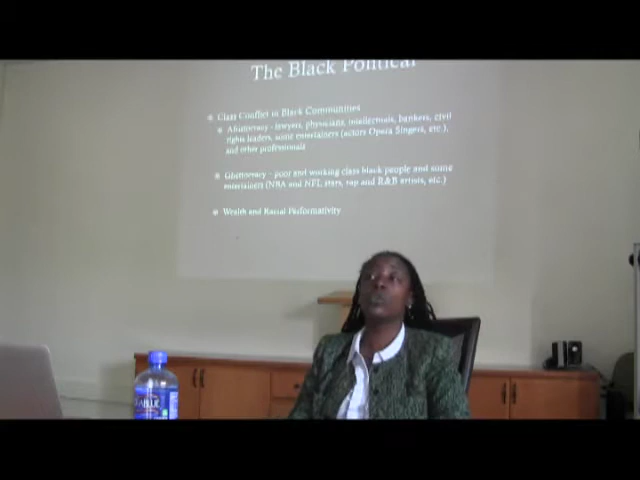 The Black Political
Class Conflict in Black Communities
Afristocracy - lawyers, physicians, intellectuals, bankers, civil
rights leaders, some entertainers (actors Opera Singers, etc.),
and other professionals
Ghettocracy - poor and working class black people and some
entertainers (NBA and NFL stars, rap and R&B artists, etc.)
Wealth and Racial Performativity